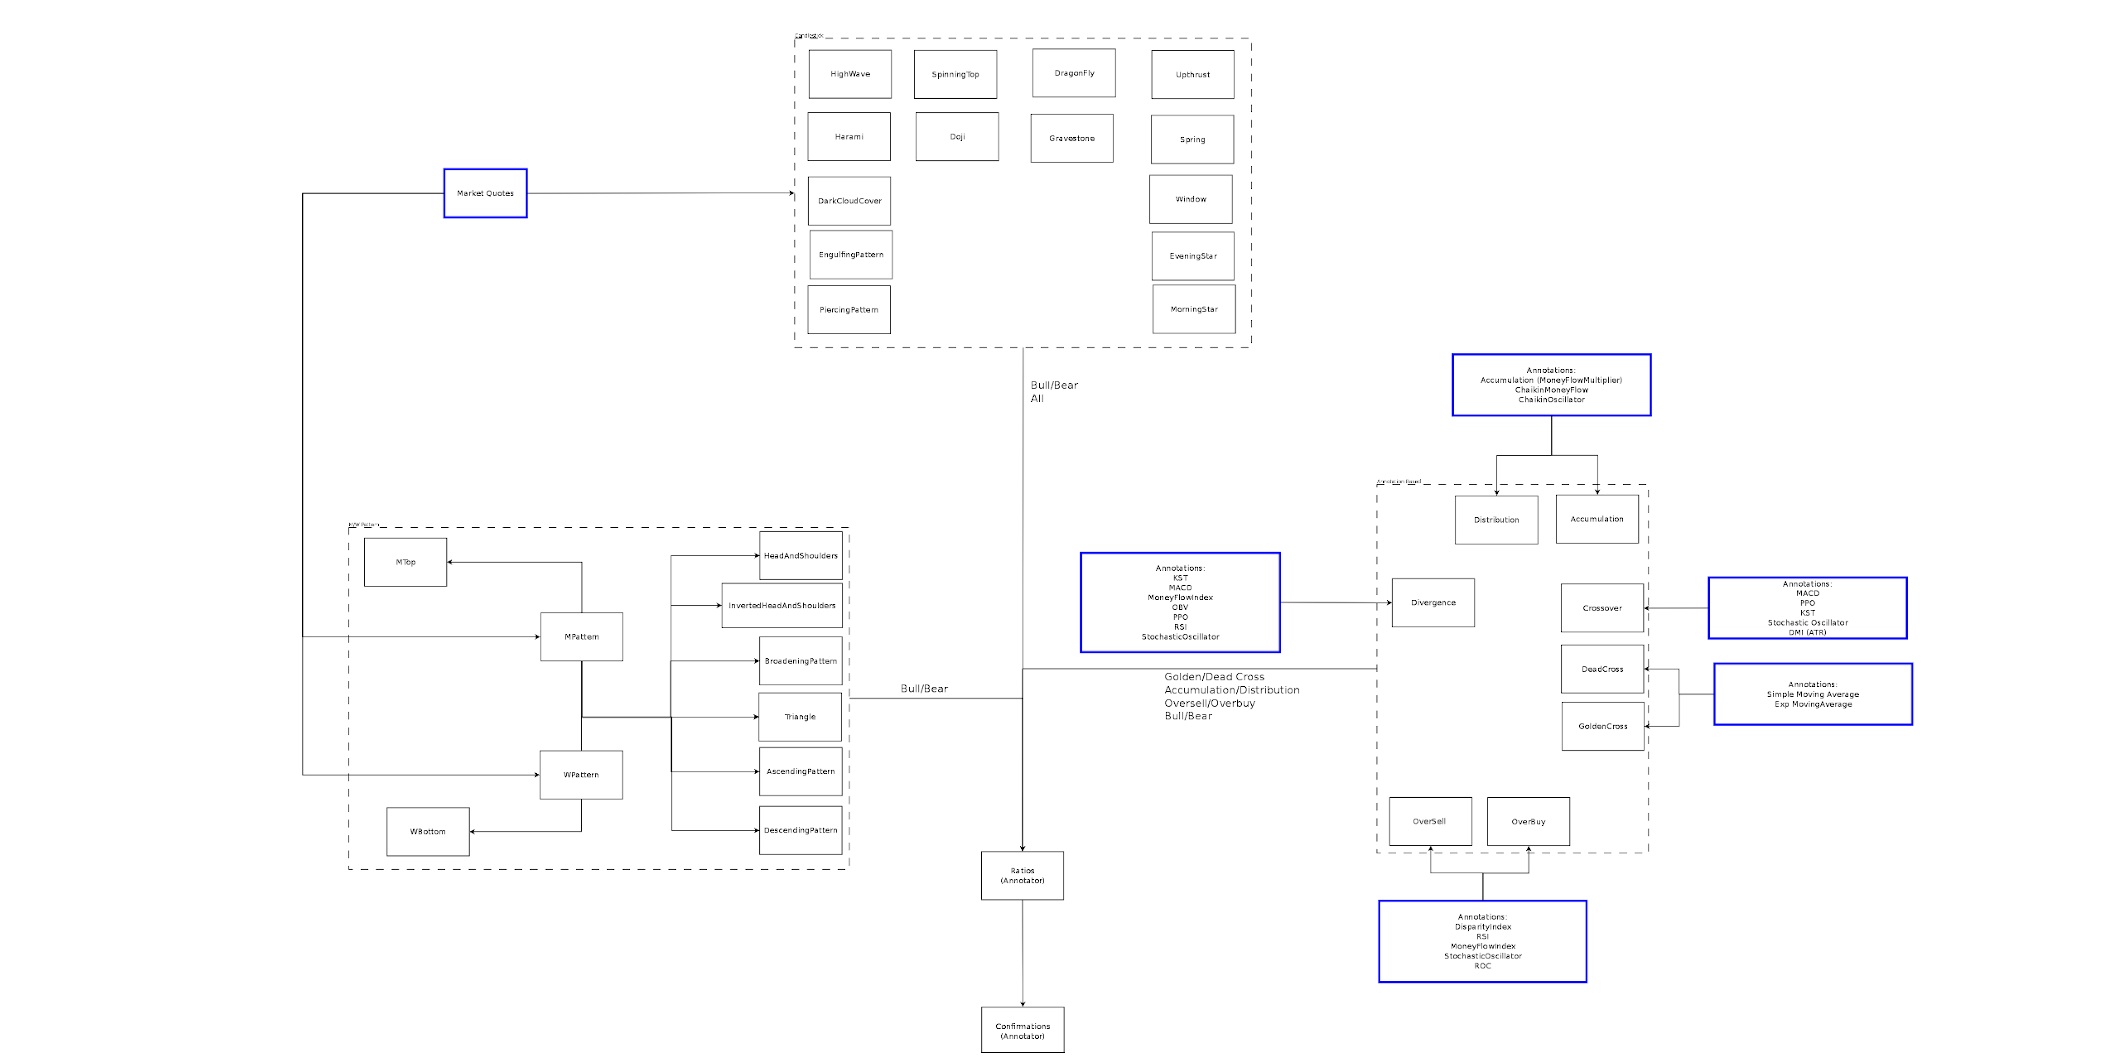 Candlestick
HighWave
SpinningTop
DragonFly
Upthrust
Harami
Doji
Gravestone
Spring
Market Quotes
DarkCloudCover
Window
EngulfingPattern
EveningStar
PiercingPattern
MorningStar
Bull/Bear
All
Annotations:
Accumulation (MoneyFlowMultiplier)
ChaikinMoneyFlow
ChaikinOscillator
Annotation Based
Distribution
Accumulation
M/W Pattern
MTop
HeadAndShoulders
InvertedHeadAndShoulders
MPattern
BroadeningPattern
Triangle
WPattern
AscendingPattern
WBottom
DescendingPattern
Bull/Bear
Annotations:
KST
MACD
MoneyFlowIndex
OBV
PPO
RSI
StochasticOscillator
Divergence
Crossover
Annotations:
MACD
PPO
KST
Stochastic Oscillator
DMI (ATR)
DeadCross
GoldenCross
Annotations:
Simple Moving Average
Exp MovingAverage
Golden/Dead Cross
Accumulation/Distribution
Oversell/Overbuy
Bull/Bear
OverSell
OverBuy
Annotations:
DisparityIndex
RSI
MoneyFlowIndex
StochasticOscillator
ROC
Ratios
(Annotator)
Confirmations
(Annotator)